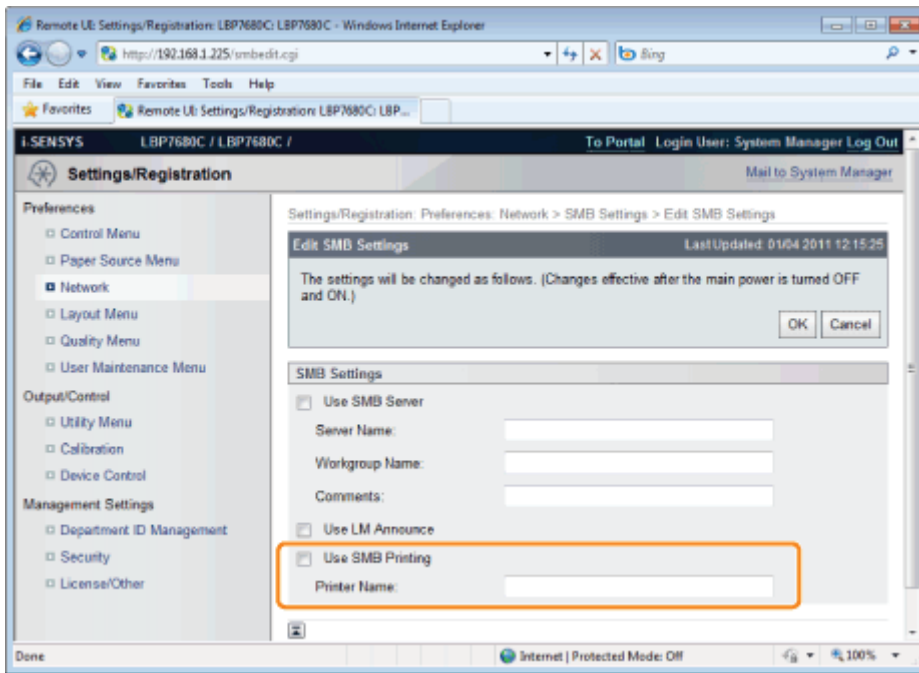 Remote UI: Settings/Registration: LBP7680C: LBP7680C - Windows Internet Explorer
http://192.168.1.225/smbedit.cgi
Bing
File Edit View Favorites Tools Help
Favorites
Remote UI: Settings/Registration: LBP7680C: LBP...
i-SENSYS LBP7680C / LBP7680C / To Portal Login User: System Manager Log Out
Settings/Registration Mail to System Manager
Preferences
Control Menu
Paper Source Menu
Network
Layout Menu
Quality Menu
User Maintenance Menu
Output/Control
Utility Menu
Calibration
Device Control
Management Settings
Department ID Management
Security
License/Other
Settings/Registration: Preferences: Network > SMB Settings > Edit SMB Settings
Edit SMB Settings Last Updated: 01/04 2011 12:15:25
The settings will be changed as follows. (Changes effective after the main power is turned OFF
and ON.)
OK Cancel
SMB Settings
Use SMB Server
Server Name:
Workgroup Name:
Comments:
Use LM Announce
Use SMB Printing
Printer Name:
Done Internet | Protected Mode: Off 100%